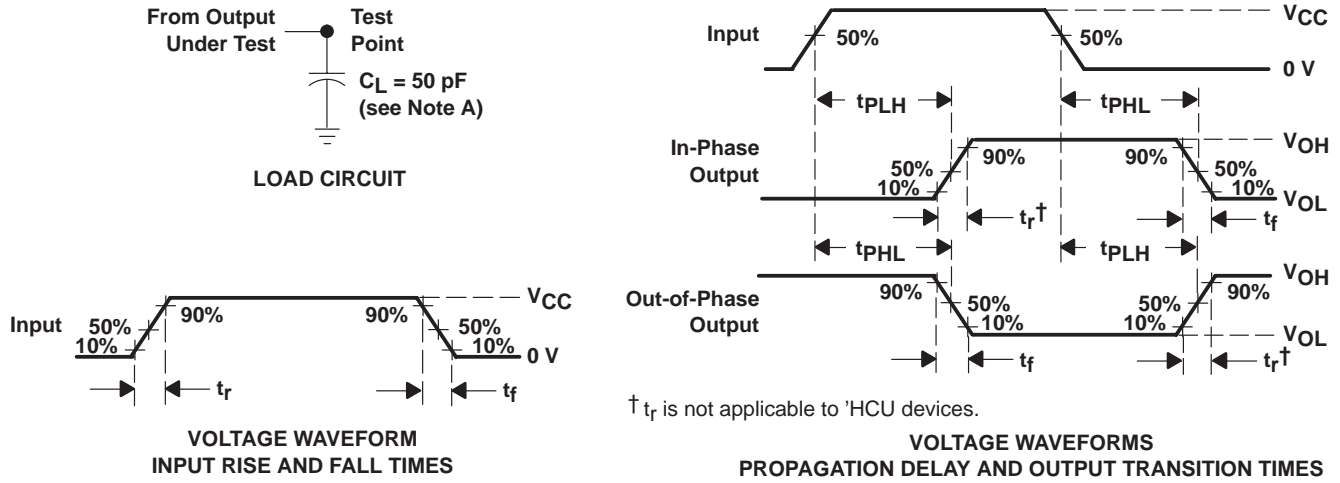 From Output
Under Test
Test
Point
CL = 50 pF
(see Note A)
LOAD CIRCUIT
Input
50%
50%
VCC
0 V
tPLH
tPHL
In-Phase
Output
50%
10%
90%
90%
50%
10%
VOH
VOL
tr†
tf
tPHL
tPLH
Out-of-Phase
Output
90%
50%
10%
50%
10%
90%
VOH
VOL
tf
tr†
Input
50%
10%
90%
90%
50%
10%
VCC
0 V
tr
tf
VOLTAGE WAVEFORM
INPUT RISE AND FALL TIMES
† tr is not applicable to ’HCU devices.
VOLTAGE WAVEFORMS
PROPAGATION DELAY AND OUTPUT TRANSITION TIMES